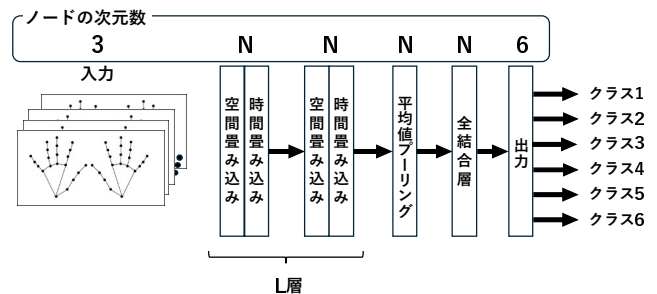 ノードの次元数
3 N N N N 6
入力
空間畳み込み
時間畳み込み
空間畳み込み
時間畳み込み
平均値プーリング
全結合層
出力
クラス1
クラス2
クラス3
クラス4
クラス5
クラス6
L層